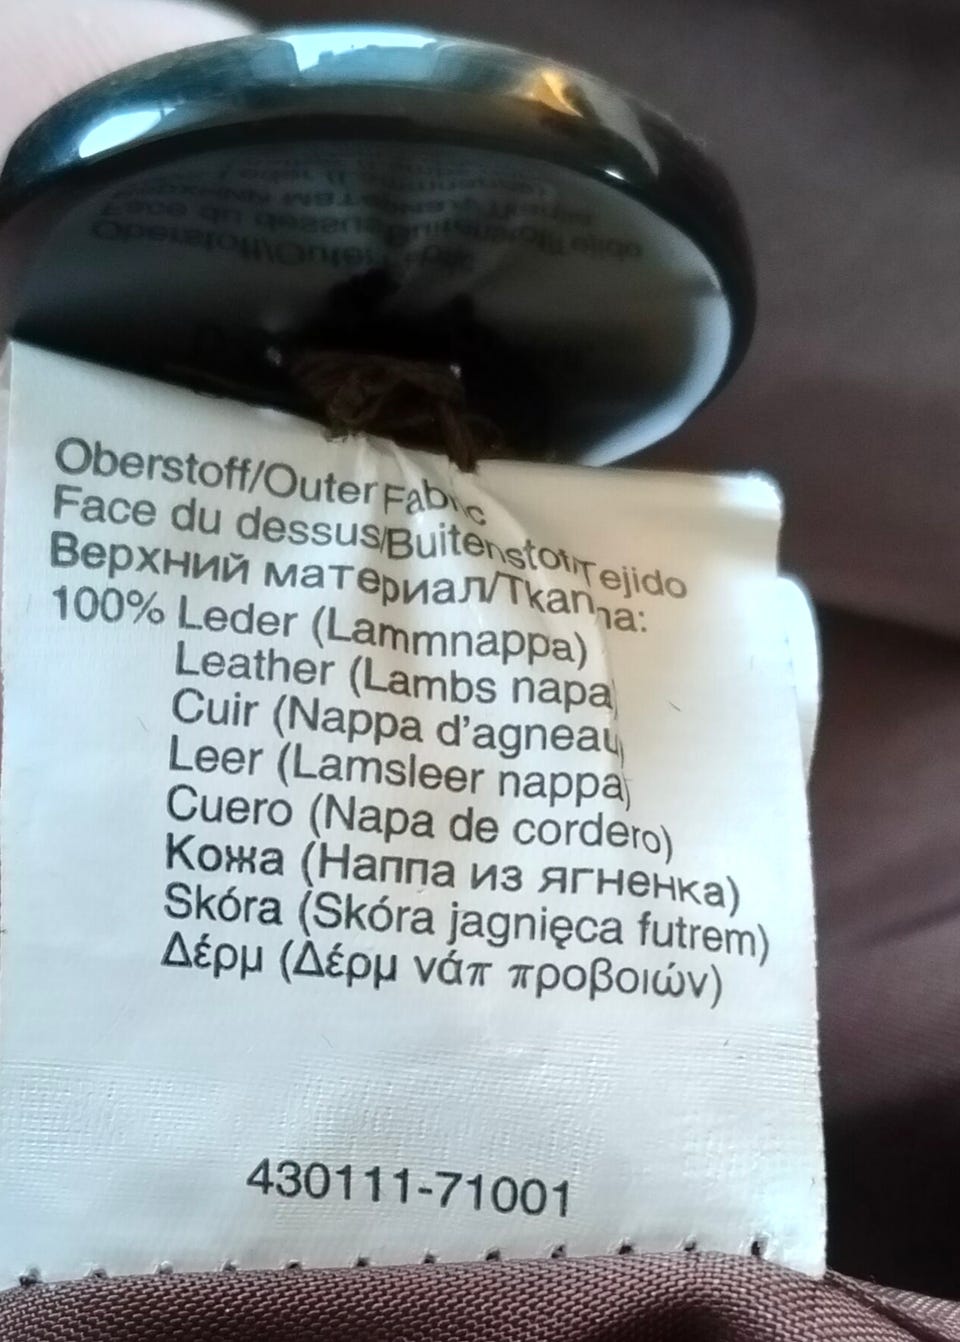 Oberstoff/Outer Fabric
Face du dessus/Buitenstof/Tejido
Верхний материал/Tkanina:
100% Leder (Lammnappa)
Leather (Lambs napa)
Cuir (Nappa d'agneau)
Leer (Lamsleer nappa)
Cuero (Napa de cordero)
Кожа (Наппа из ягненка)
Skóra (Skóra jagnięca futrem)
Δέρμ (Δέρμ νάπ προβοιών)
430111-71001